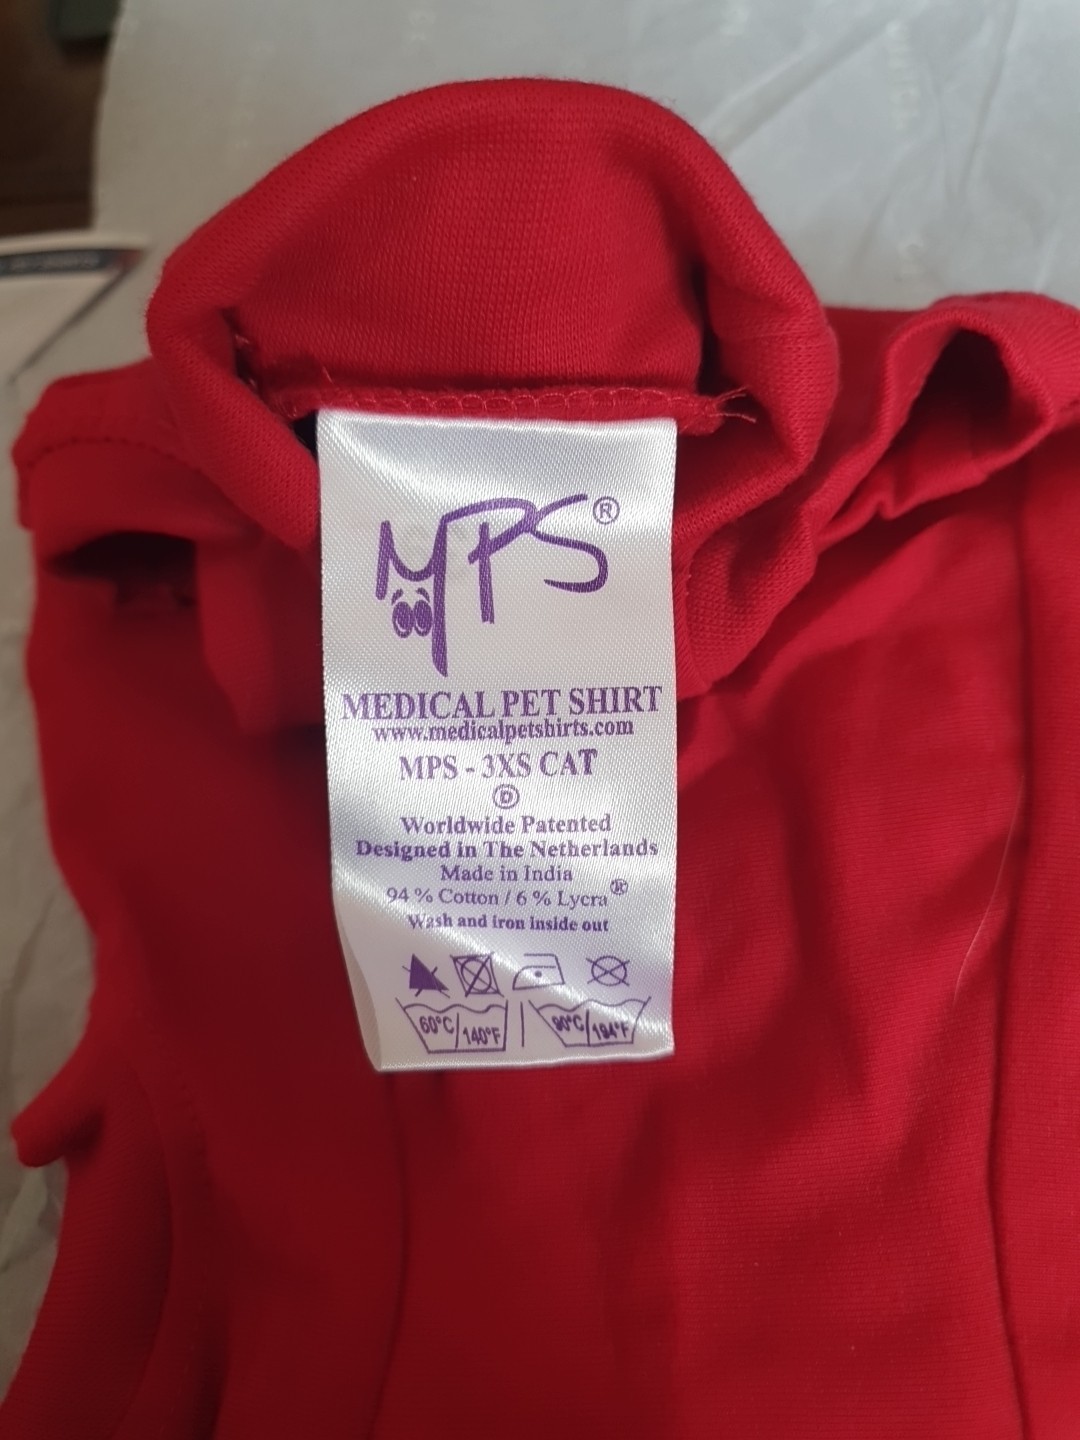 MPS®
MEDICAL PET SHIRT
www.medicalpetshirts.com
MPS - 3XS CAT
Ⓓ
Worldwide Patented
Designed in The Netherlands
Made in India
94 % Cotton / 6 % Lycra®
Wash and iron inside out
60°C/140°F | 90°C/194°F